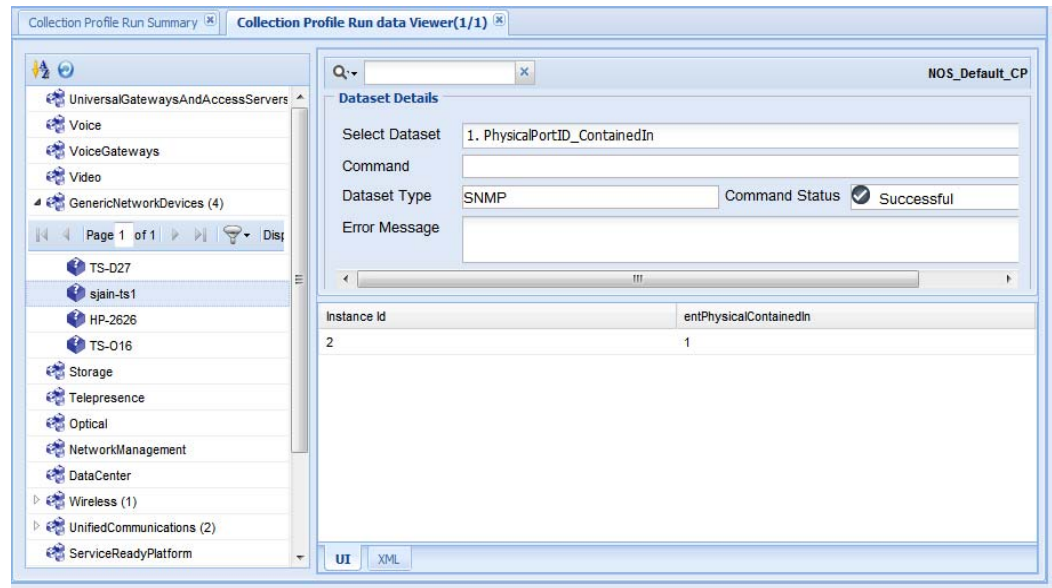 Collection Profile Run Summary
Collection Profile Run data Viewer(1/1)
UniversalGatewaysAndAccessServers
Voice
VoiceGateways
Video
GenericNetworkDevices (4)
Page 1 of 1
TS-D27
sjain-ts1
HP-2626
TS-O16
Storage
Telepresence
Optical
NetworkManagement
DataCenter
Wireless (1)
UnifiedCommunications (2)
ServiceReadyPlatform
NOS_Default_CP
Dataset Details
Select Dataset 1. PhysicalPortID_ContainedIn
Command
Dataset Type SNMP Command Status Successful
Error Message
Instance Id entPhysicalContainedIn
2 1
UI XML